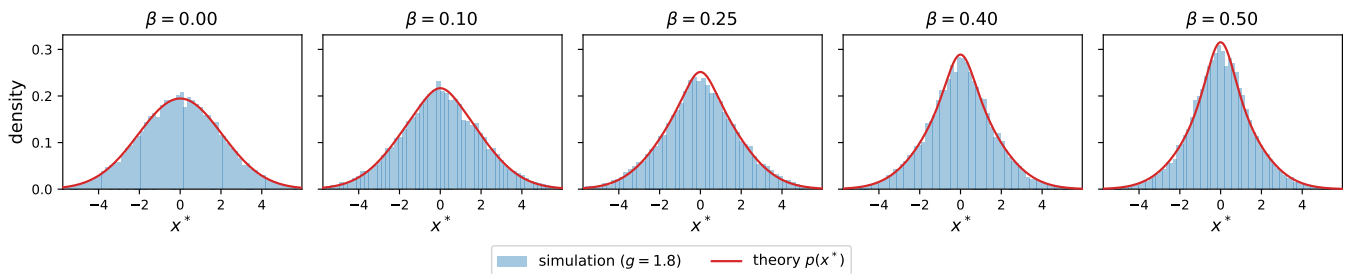 β = 0.00
β = 0.10
β = 0.25
β = 0.40
β = 0.50
density
0.3
0.2
0.1
0.0
−4 −2 0 2 4
−4 −2 0 2 4
−4 −2 0 2 4
−4 −2 0 2 4
−4 −2 0 2 4
x*
x*
x*
x*
x*
simulation (g = 1.8)
theory p(x*)